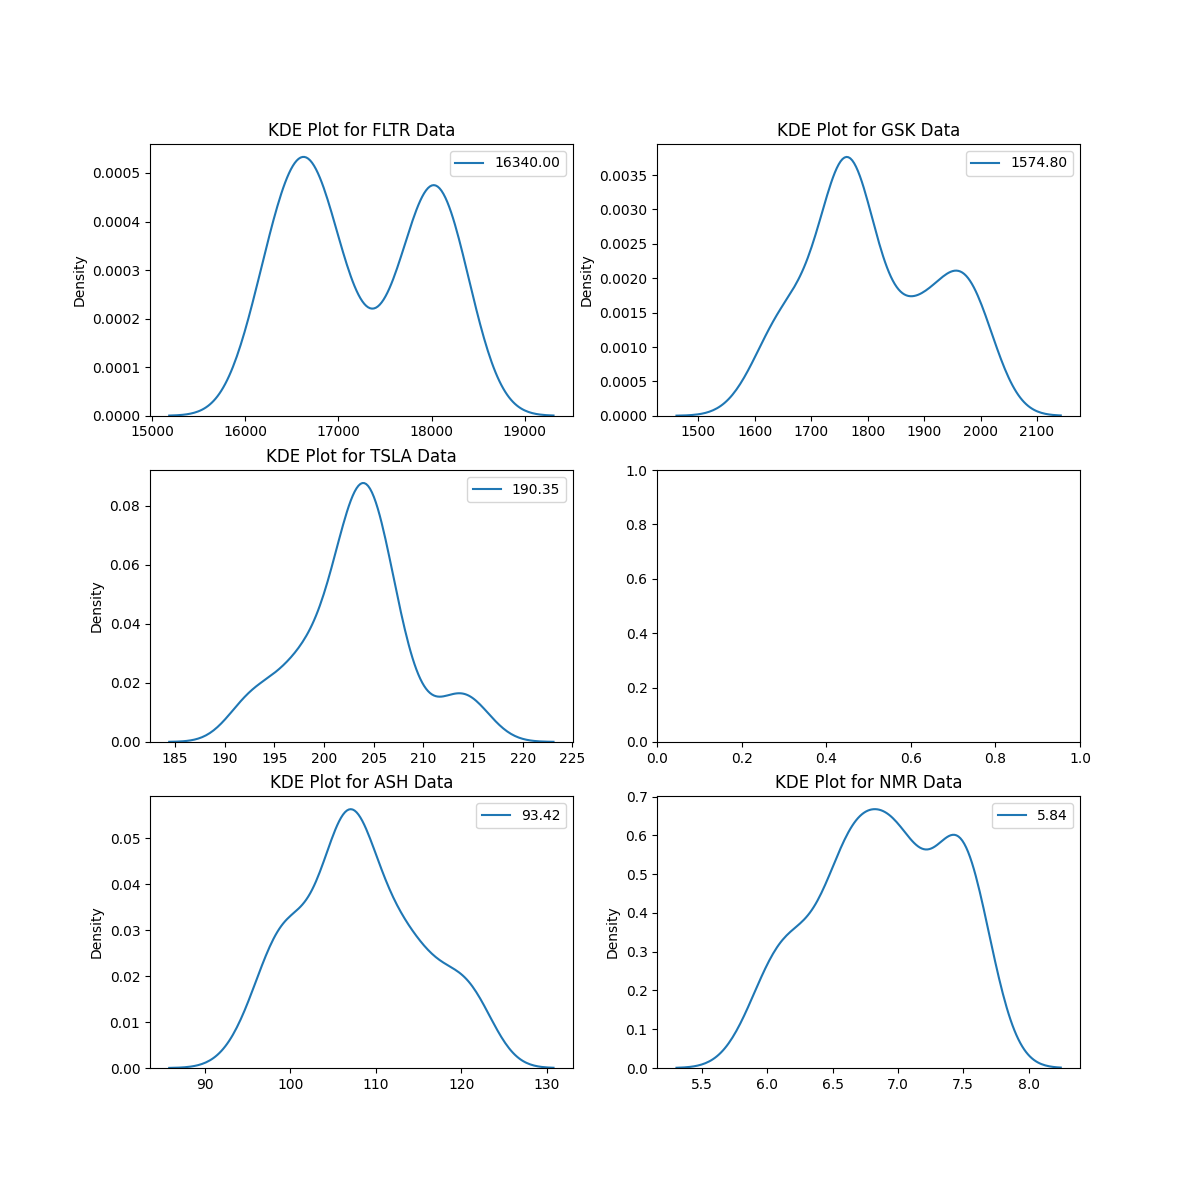 KDE Plot for FLTR Data
16340.00
Density
0.0005
0.0004
0.0003
0.0002
0.0001
0.0000
15000 16000 17000 18000 19000
KDE Plot for GSK Data
1574.80
Density
0.0035
0.0030
0.0025
0.0020
0.0015
0.0010
0.0005
0.0000
1500 1600 1700 1800 1900 2000 2100
KDE Plot for TSLA Data
190.35
Density
0.08
0.06
0.04
0.02
0.00
185 190 195 200 205 210 215 220 225
1.0
0.8
0.6
0.4
0.2
0.0
0.0 0.2 0.4 0.6 0.8 1.0
KDE Plot for ASH Data
93.42
Density
0.05
0.04
0.03
0.02
0.01
0.00
90 100 110 120 130
KDE Plot for NMR Data
5.84
Density
0.7
0.6
0.5
0.4
0.3
0.2
0.1
0.0
5.5 6.0 6.5 7.0 7.5 8.0